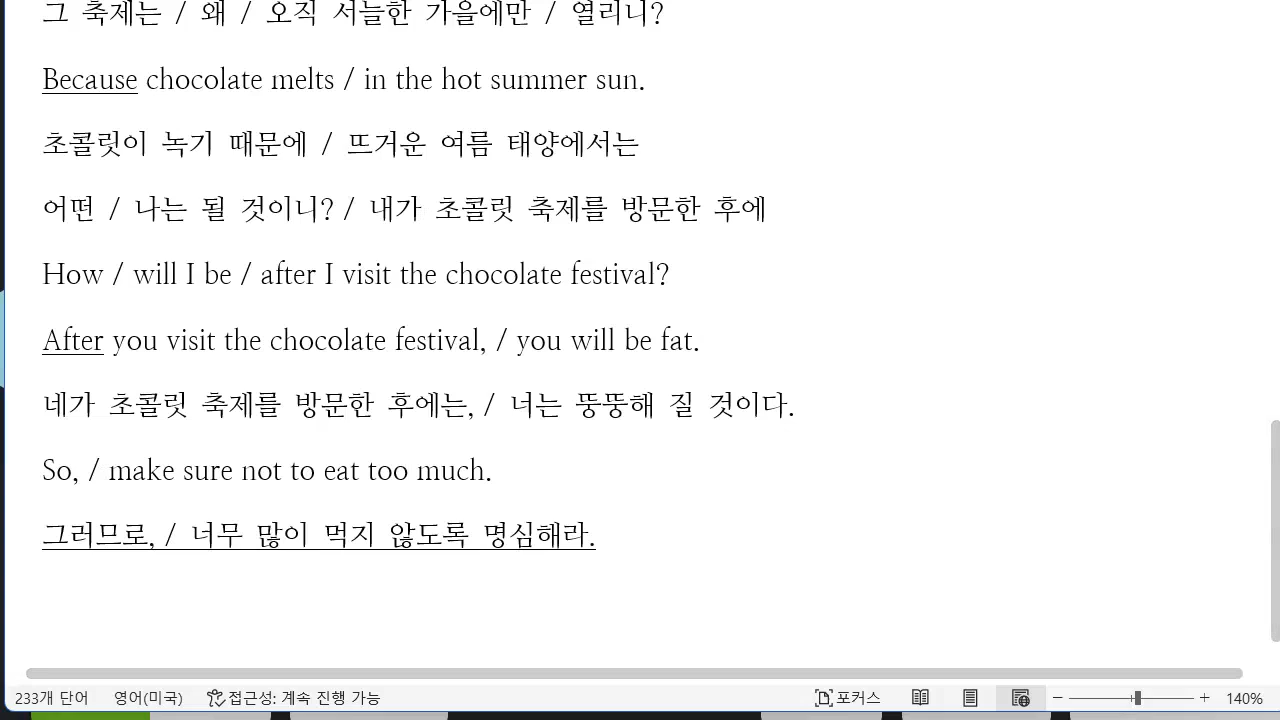 그 축제는 / 왜 / 오직 서늘한 가을에만 / 열리니?
Because chocolate melts / in the hot summer sun.
초콜릿이 녹기 때문에 / 뜨거운 여름 태양에서는
어떤 / 나는 될 것이니? / 내가 초콜릿 축제를 방문한 후에
How / will I be / after I visit the chocolate festival?
After you visit the chocolate festival, / you will be fat.
네가 초콜릿 축제를 방문한 후에는, / 너는 뚱뚱해 질 것이다.
So, / make sure not to eat too much.
그러므로, / 너무 많이 먹지 않도록 명심해라.
233개 단어 영어(미국) 접근성: 계속 진행 가능 포커스 140%